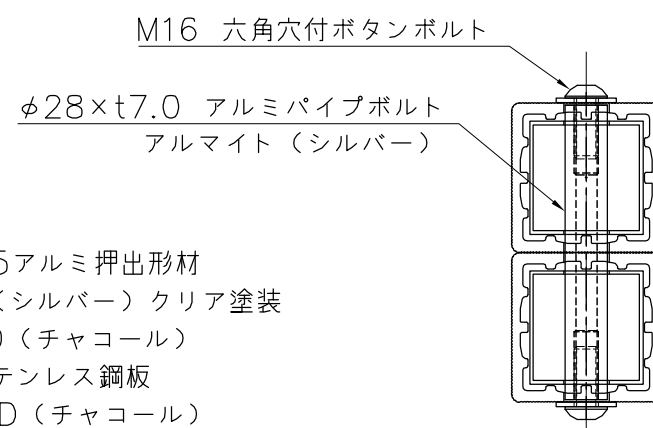 M16 六角穴付ボタンボルト
φ28×t7.0 アルミパイプボルト
アルマイト（シルバー）
5アルミ押出形材
（シルバー）クリア塗装
（チャコール）
テンレス鋼板
D（チャコール）